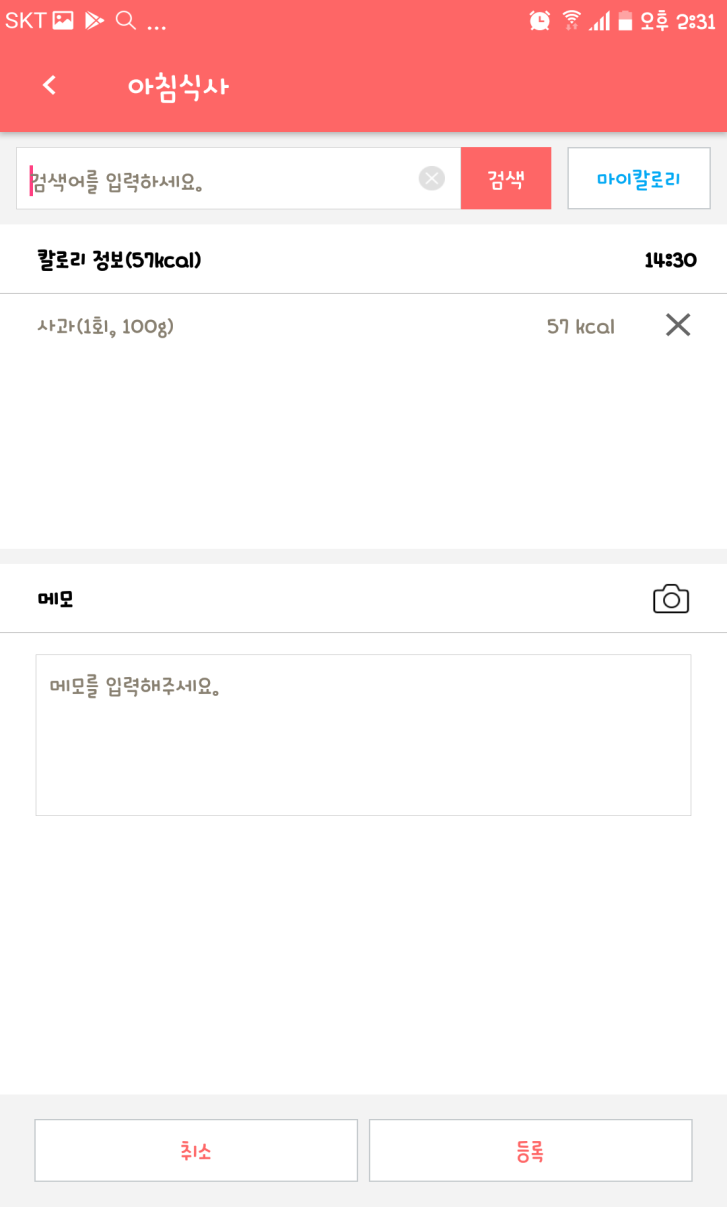 SKT ... 오후 2:31
아침식사
검색어를 입력하세요. 검색 마이칼로리
칼로리 정보(57kcal) 14:30
사과(1회, 100g) 57 kcal
메모
메모를 입력해주세요.
취소 등록